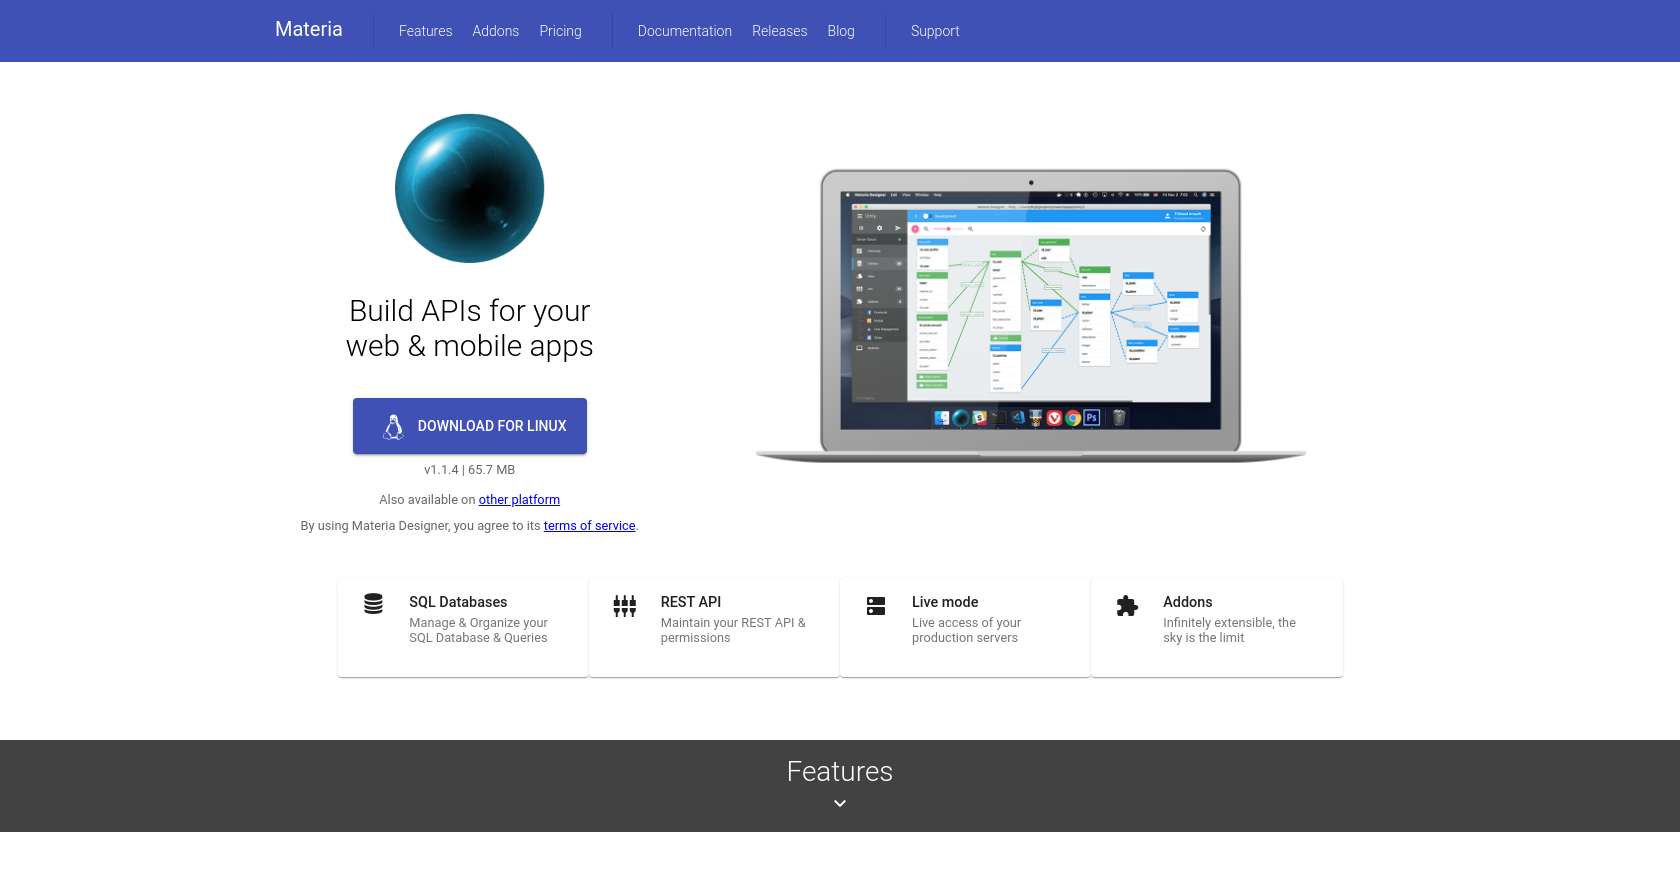 Materia
Features Addons Pricing Documentation Releases Blog Support
Build APIs for your
web & mobile apps
DOWNLOAD FOR LINUX
v1.1.4 | 65.7 MB
Also available on other platform
By using Materia Designer, you agree to its terms of service.
SQL Databases
Manage & Organize your
SQL Database & Queries
REST API
Maintain your REST API &
permissions
Live mode
Live access of your
production servers
Addons
Infinitely extensible, the
sky is the limit
Features